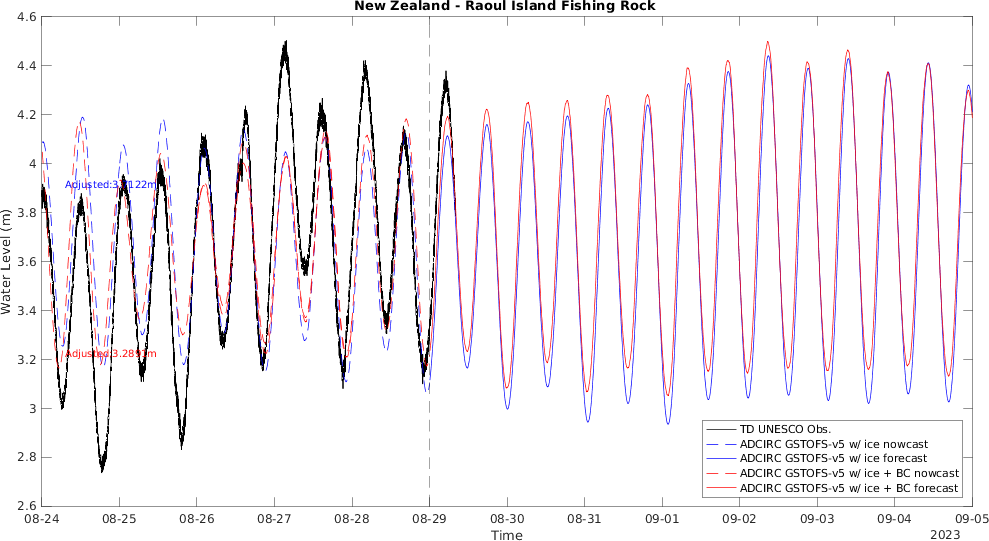 New Zealand - Raoul Island Fishing Rock
4.6
4.4
4.2
4
3.8
3.6
3.4
3.2
3
2.8
2.6
Water Level (m)
Adjusted:3.2891m
TD UNESCO Obs.
ADCIRC GSTOFS-v5 w/ ice nowcast
ADCIRC GSTOFS-v5 w/ ice forecast
ADCIRC GSTOFS-v5 w/ ice + BC nowcast
ADCIRC GSTOFS-v5 w/ ice + BC forecast
08-24 08-25 08-26 08-27 08-28 08-29 08-30 08-31 09-01 09-02 09-03 09-04 09-05
Time
2023